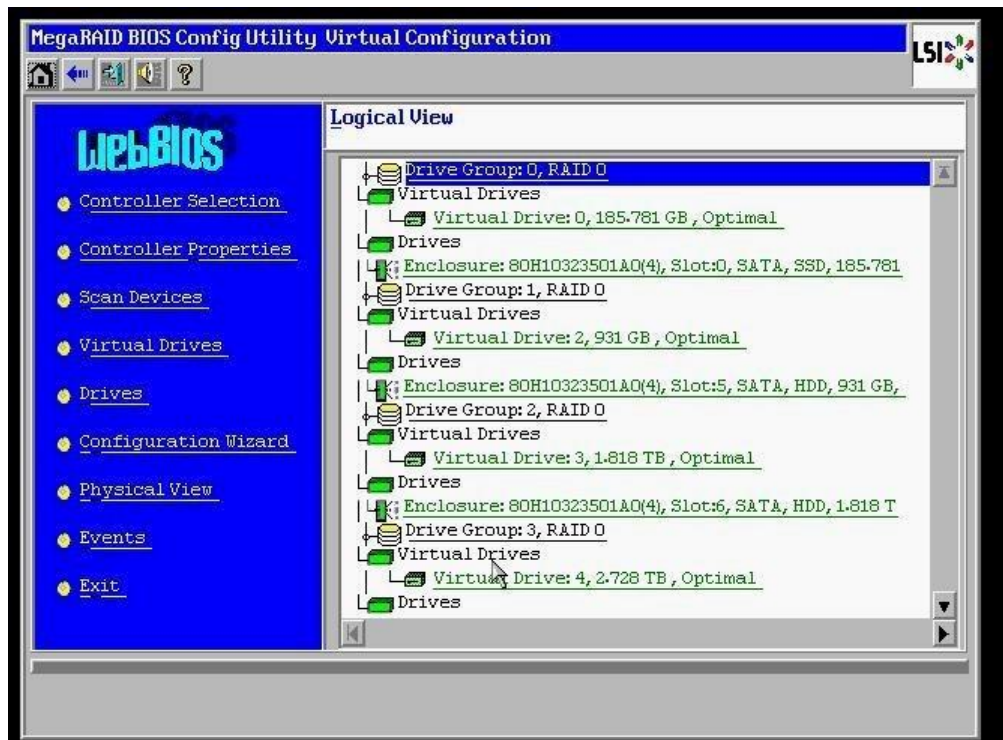 MegaRAID BIOS Config Utility Virtual Configuration
LSI
?
WebBIOS
Controller Selection
Controller Properties
Scan Devices
Virtual Drives
Drives
Configuration Wizard
Physical View
Events
Exit
Logical View
Drive Group: 0, RAID 0
Virtual Drives
Virtual Drive: 0, 185.781 GB, Optimal
Drives
Enclosure: 80H10323501A0(4), Slot:0, SATA, SSD, 185.781
Drive Group: 1, RAID 0
Virtual Drives
Virtual Drive: 2, 931 GB, Optimal
Drives
Enclosure: 80H10323501A0(4), Slot:5, SATA, HDD, 931 GB,
Drive Group: 2, RAID 0
Virtual Drives
Virtual Drive: 3, 1.818 TB, Optimal
Drives
Enclosure: 80H10323501A0(4), Slot:6, SATA, HDD, 1.818 T
Drive Group: 3, RAID 0
Virtual Drives
Virtual Drive: 4, 2.728 TB, Optimal
Drives